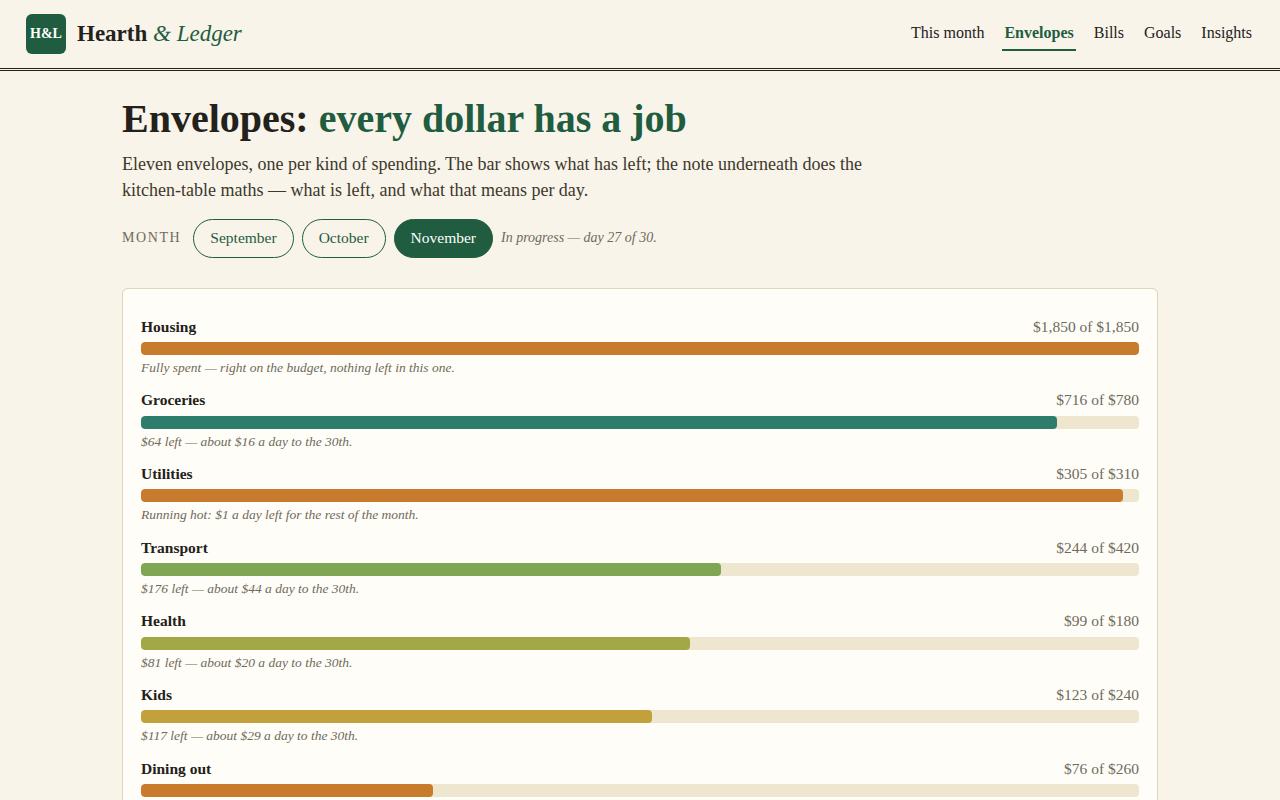 H&L Hearth & Ledger
This month Envelopes Bills Goals Insights
Envelopes: every dollar has a job
Eleven envelopes, one per kind of spending. The bar shows what has left; the note underneath does the
kitchen-table maths — what is left, and what that means per day.
MONTH September October November In progress — day 27 of 30.
Housing $1,850 of $1,850
Fully spent — right on the budget, nothing left in this one.
Groceries $716 of $780
$64 left — about $16 a day to the 30th.
Utilities $305 of $310
Running hot: $1 a day left for the rest of the month.
Transport $244 of $420
$176 left — about $44 a day to the 30th.
Health $99 of $180
$81 left — about $20 a day to the 30th.
Kids $123 of $240
$117 left — about $29 a day to the 30th.
Dining out $76 of $260